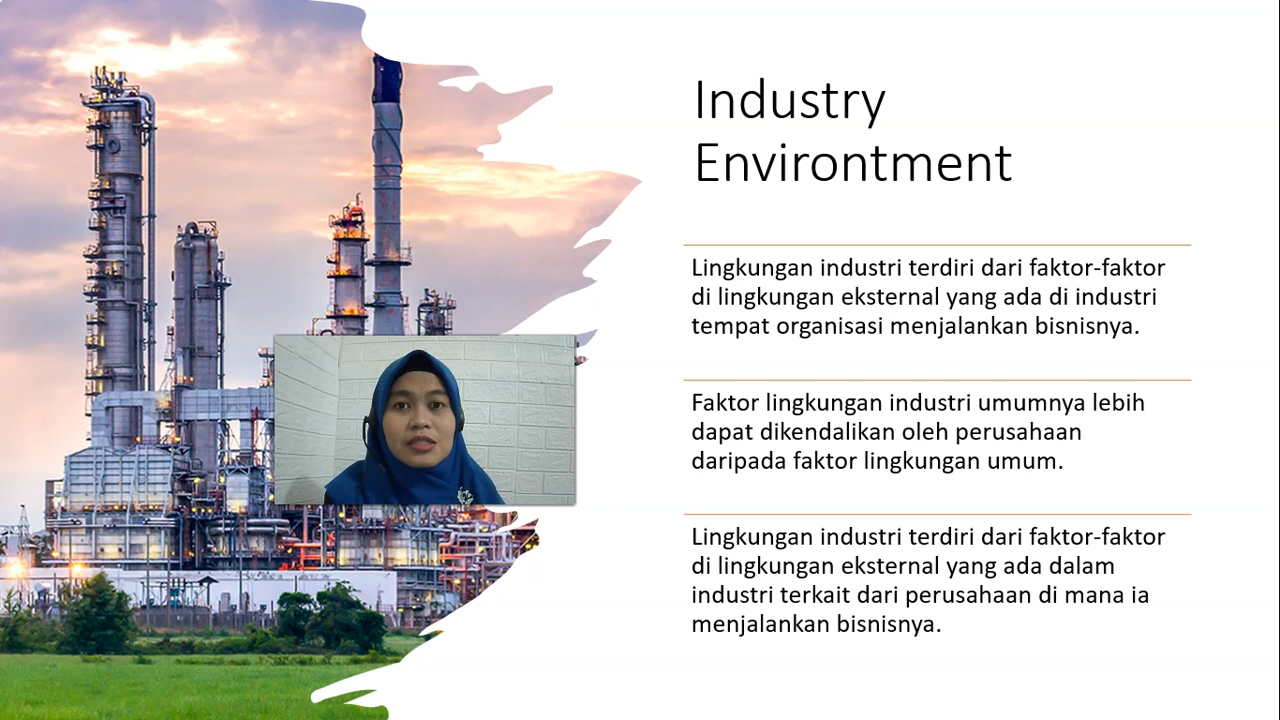 Industry
Environtment
Lingkungan industri terdiri dari faktor-faktor
di lingkungan eksternal yang ada di industri
tempat organisasi menjalankan bisnisnya.
Faktor lingkungan industri umumnya lebih
dapat dikendalikan oleh perusahaan
daripada faktor lingkungan umum.
Lingkungan industri terdiri dari faktor-faktor
di lingkungan eksternal yang ada dalam
industri terkait dari perusahaan di mana ia
menjalankan bisnisnya.